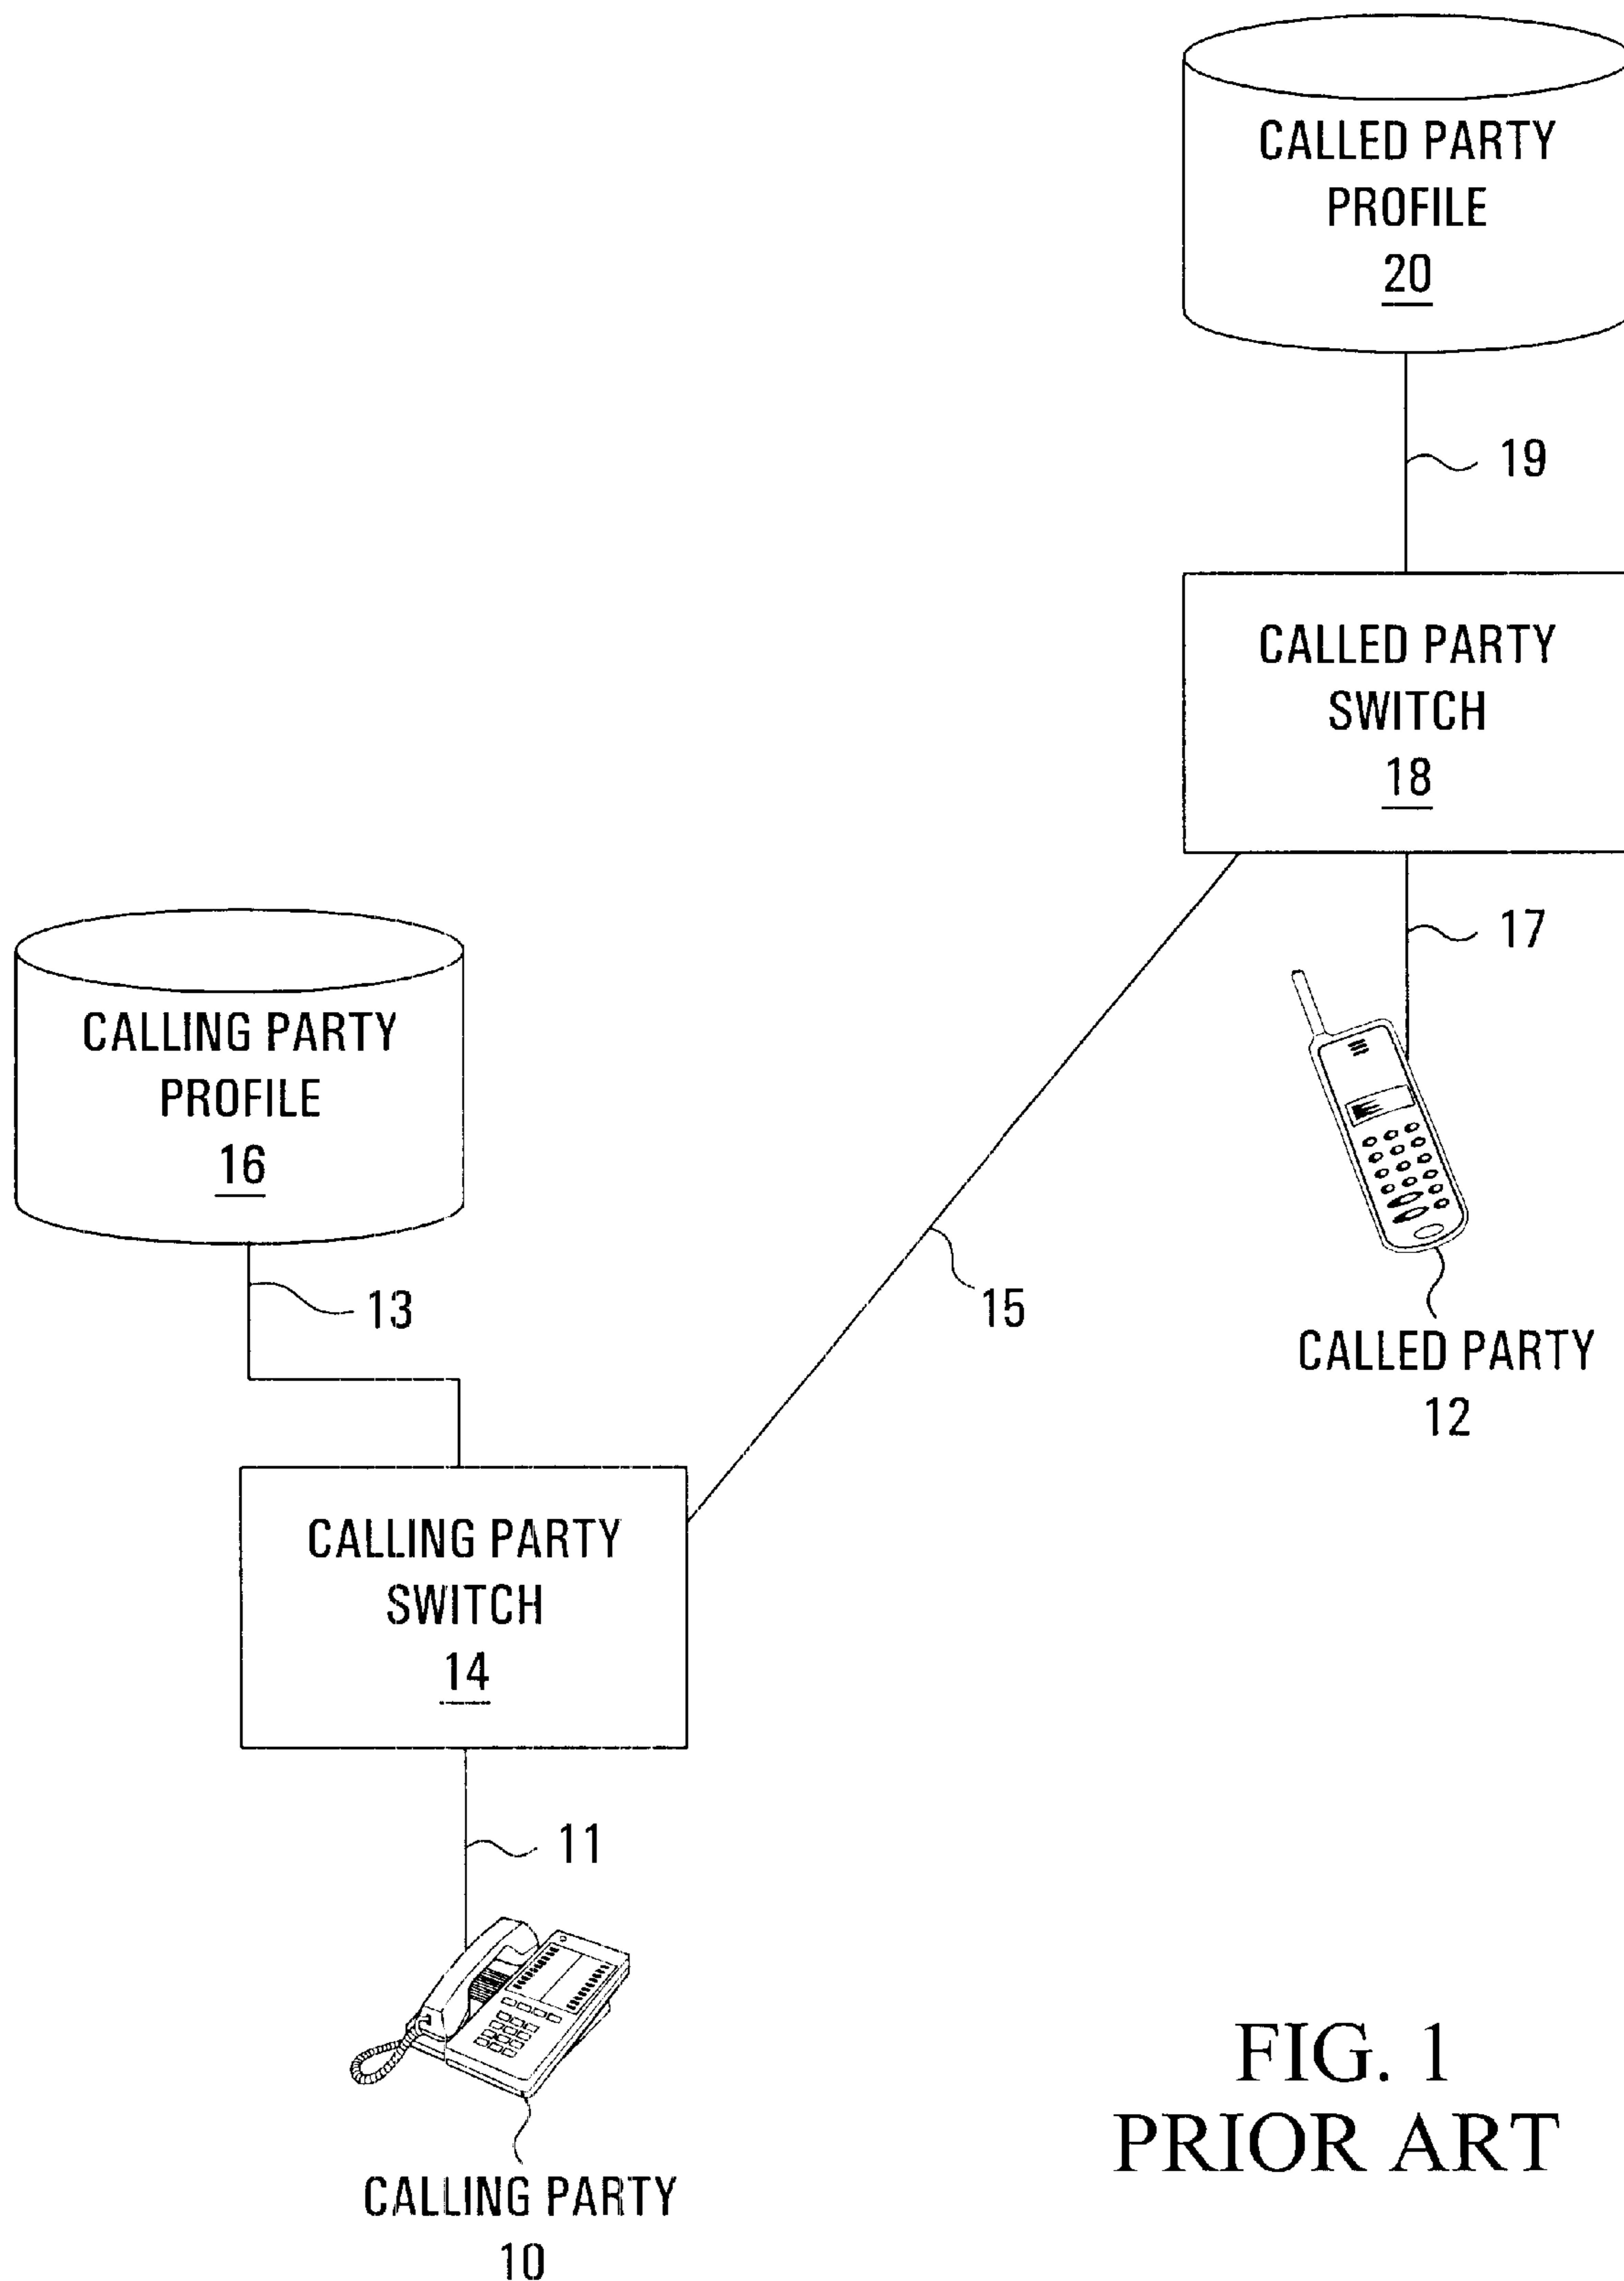 CALLED PARTY
PROFILE
20
19
CALLED PARTY
SWITCH
18
17
CALLING PARTY
PROFILE
16
13
15
CALLED PARTY
12
CALLING PARTY
SWITCH
14
11
CALLING PARTY
10
FIG. 1
PRIOR ART